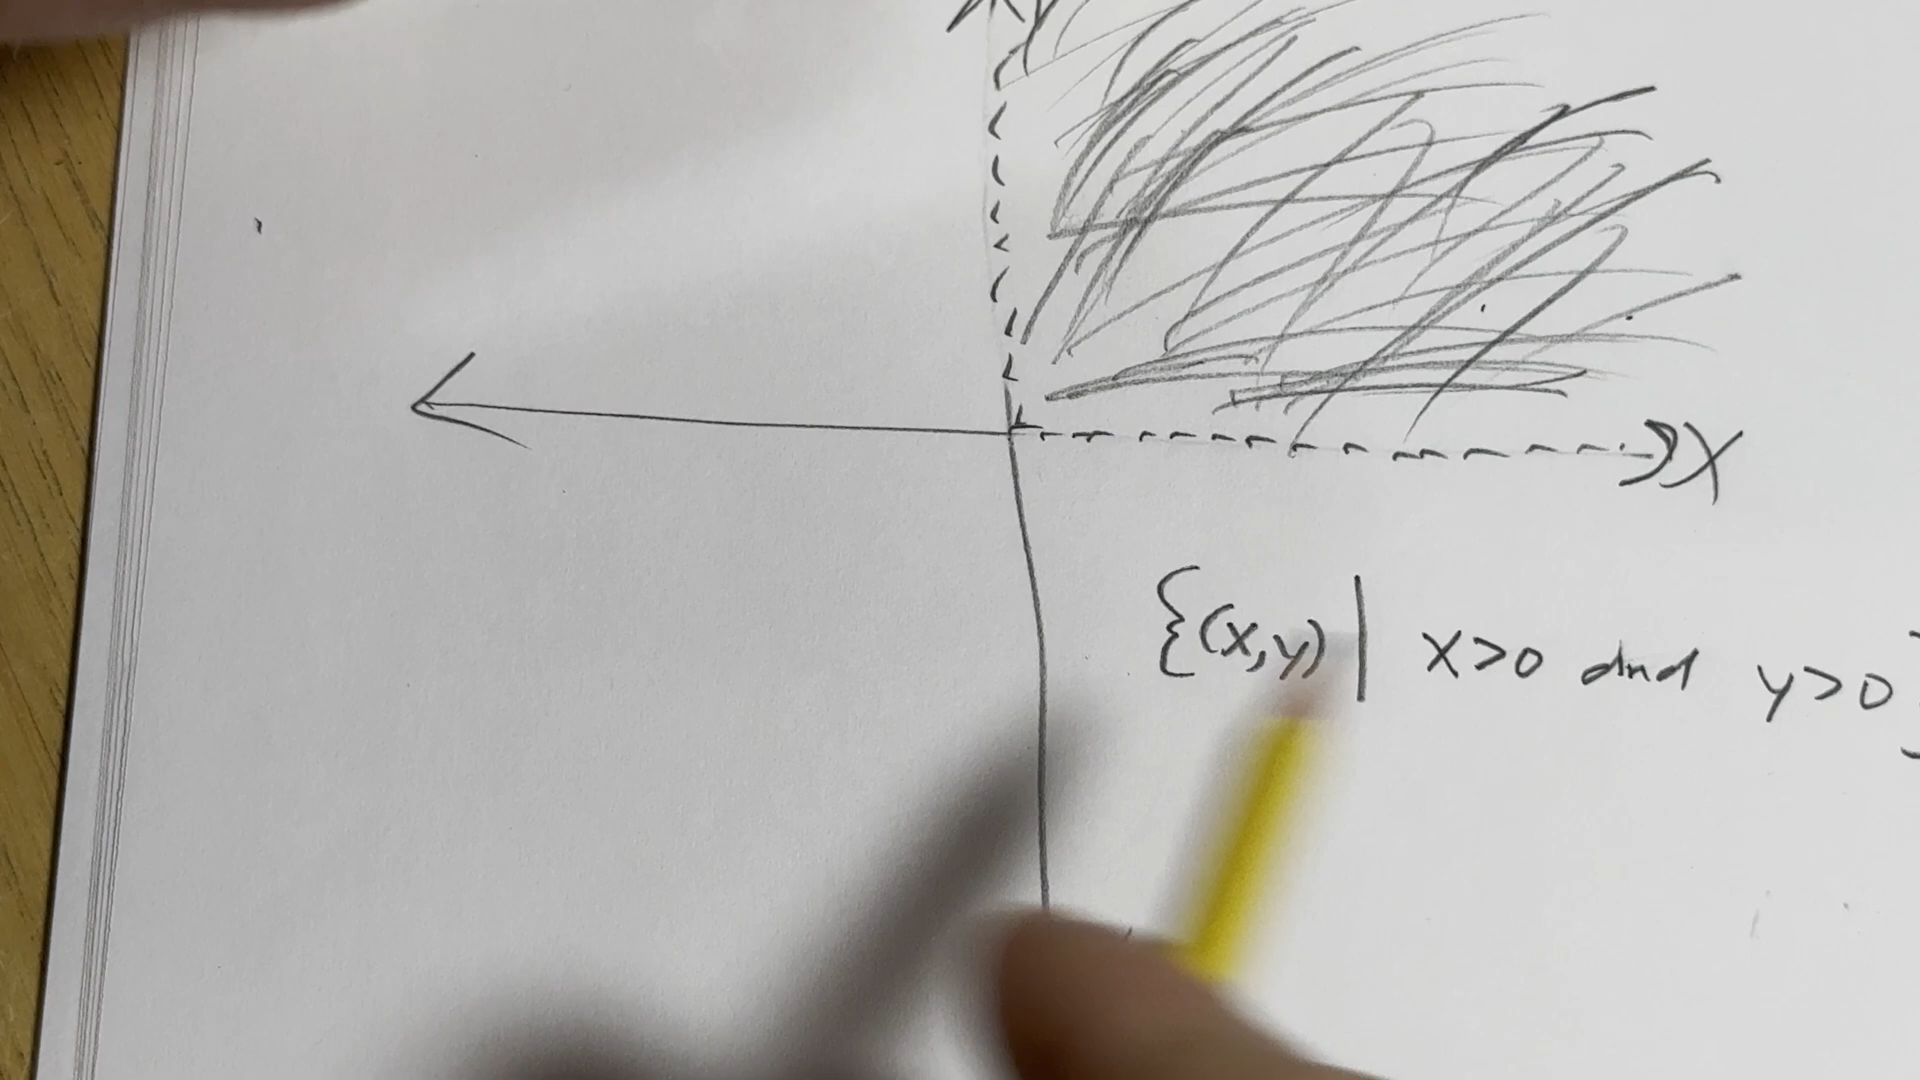 X
{(x,y) | x>0 and y>0}